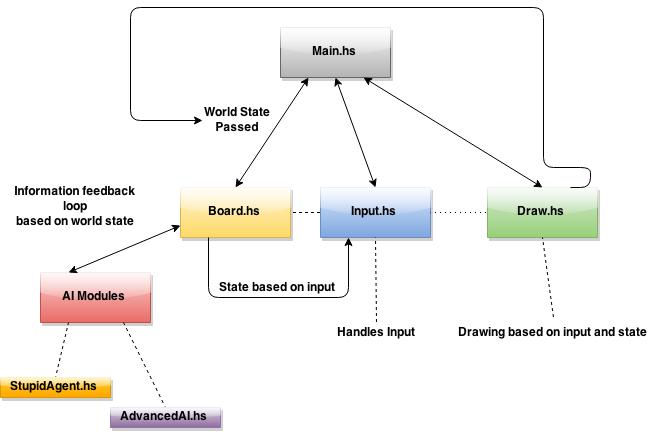 Main.hs
World State
Passed
Information feedback
loop
based on world state
Board.hs
Input.hs
Draw.hs
State based on input
AI Modules
Handles Input
Drawing based on input and state
StupidAgent.hs
AdvancedAI.hs